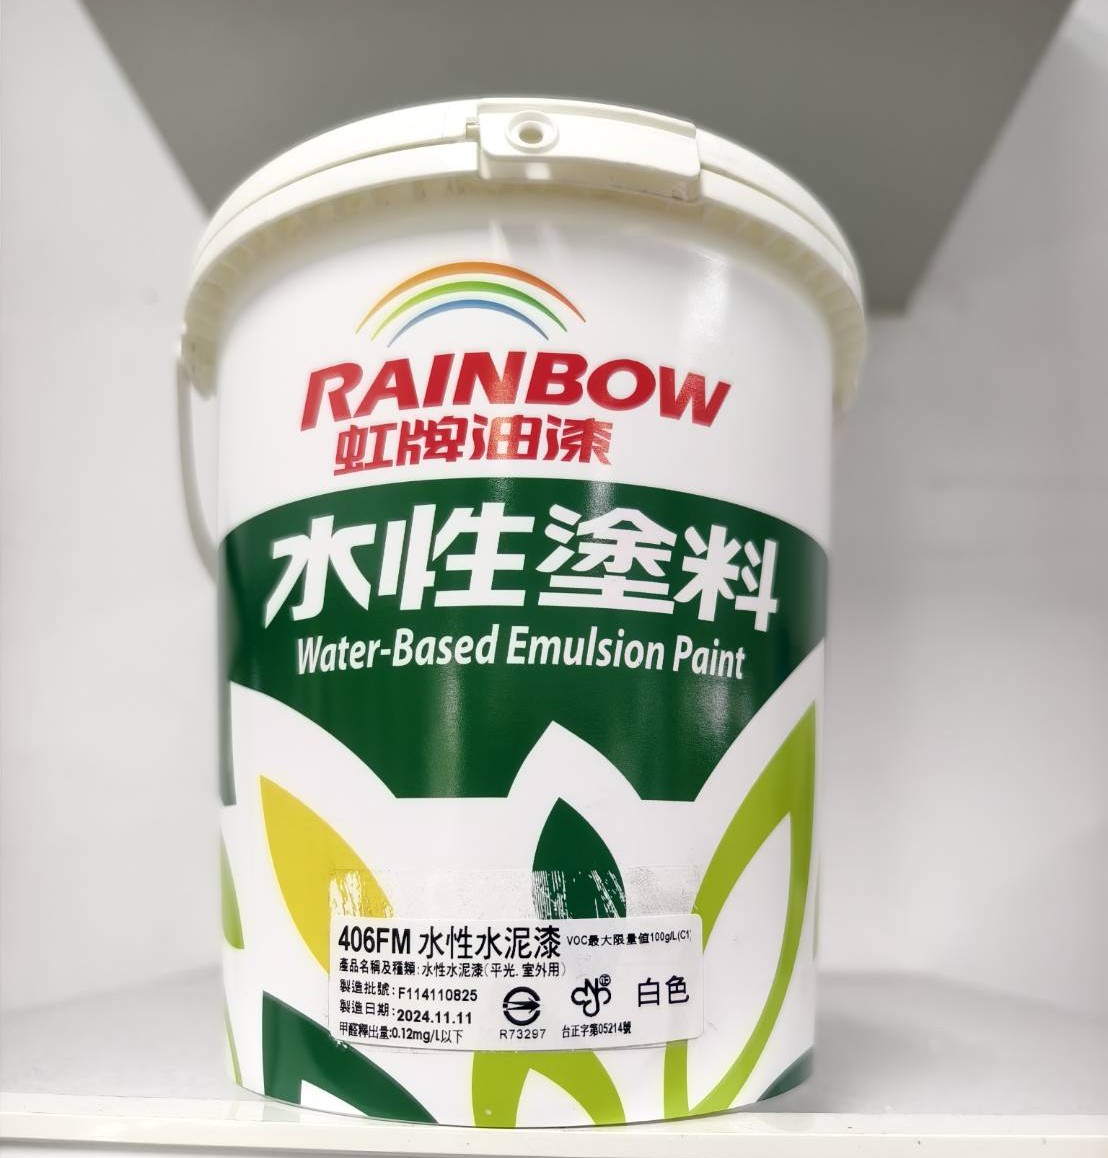 RAINBOW
虹牌油漆
水性塗料
Water-Based Emulsion Paint
406FM 水性水泥漆 VOC最大限量值100g/L(C1)
產品名稱及種類:水性水泥漆(平光.室外用)
製造批號:F114110825
製造日期:2024.11.11
甲醛釋出量:0.12mg/L以下
R73297
台正字第05214號
白色